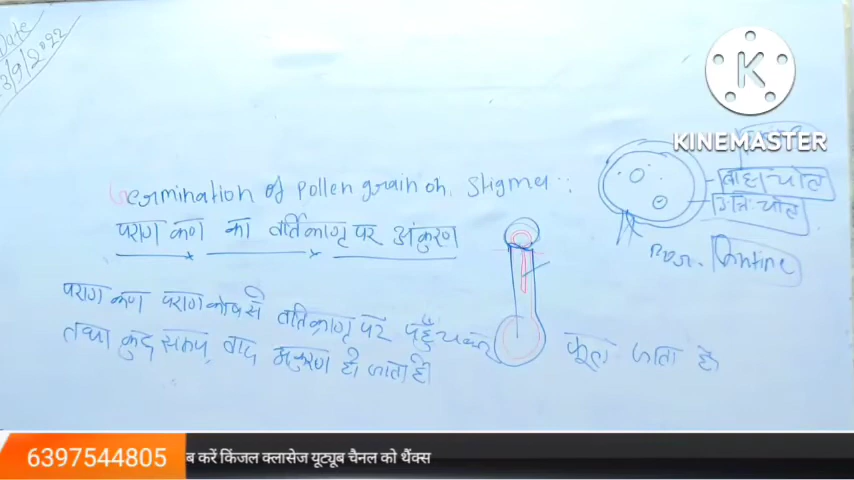 Date
3/9/2022
KINEMASTER
Germination of pollen grain on stigma :
परागकण का वर्तिकाग्र पर अंकुरण
बाह्य चोल
अंतः चोल
Intine
परागकण परागकोष से वर्तिकाग्र पर पहुँचकर फूल जाता है
तथा कुछ समय बाद अंकुरण हो जाता है
6397544805
ब करें किंजल क्लासेज यूट्यूब चैनल को थैंक्स